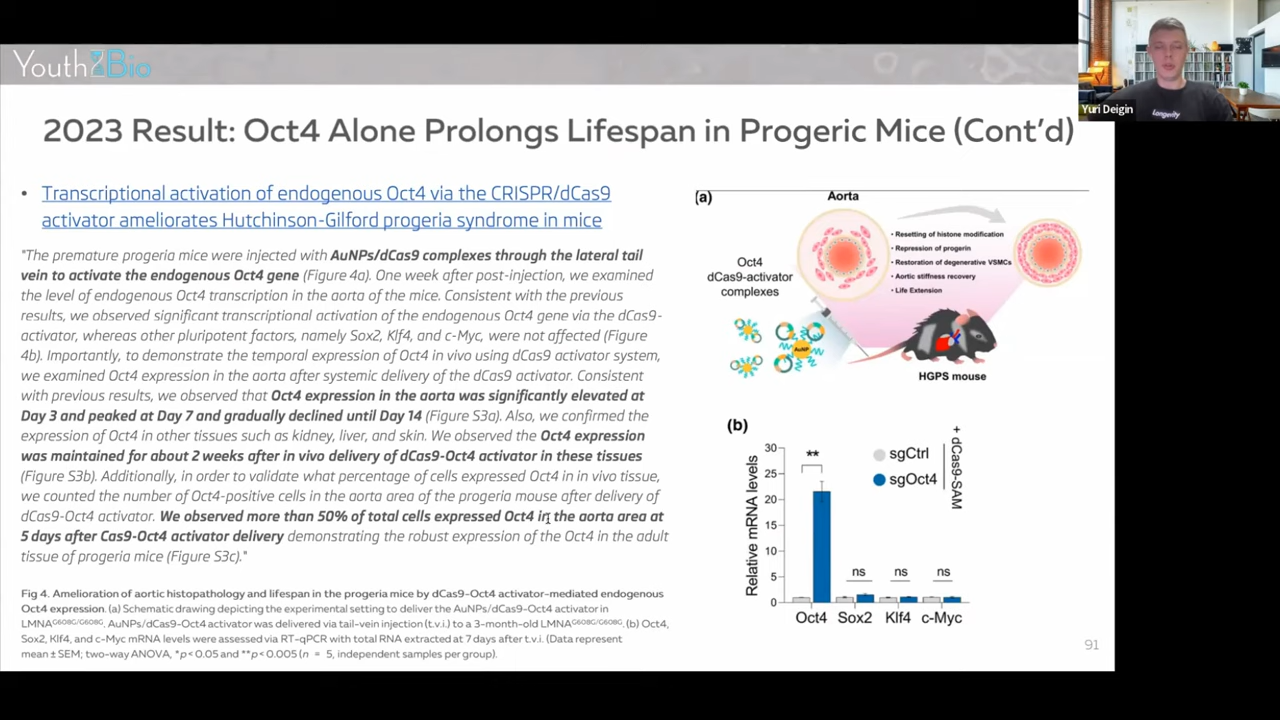 Youth Bio
Yuri Deigin
Longevity
2023 Result: Oct4 Alone Prolongs Lifespan in Progeric Mice (Cont'd)
• Transcriptional activation of endogenous Oct4 via the CRISPR/dCas9
activator ameliorates Hutchinson-Gilford progeria syndrome in mice
"The premature progeria mice were injected with AuNPs/dCas9 complexes through the lateral tail
vein to activate the endogenous Oct4 gene (Figure 4a). One week after post-injection, we examined
the level of endogenous Oct4 transcription in the aorta of the mice. Consistent with the previous
results, we observed significant transcriptional activation of the endogenous Oct4 gene via the dCas9-
activator, whereas other pluripotent factors, namely Sox2, Klf4, and c-Myc, were not affected (Figure
4b). Importantly, to demonstrate the temporal expression of Oct4 in vivo using dCas9 activator system,
we examined Oct4 expression in the aorta after systemic delivery of the dCas9 activator. Consistent
with previous results, we observed that Oct4 expression in the aorta was significantly elevated at
Day 3 and peaked at Day 7 and gradually declined until Day 14 (Figure S3a). Also, we confirmed the
expression of Oct4 in other tissues such as kidney, liver, and skin. We observed the Oct4 expression
was maintained for about 2 weeks after in vivo delivery of dCas9-Oct4 activator in these tissues
(Figure S3b). Additionally, in order to validate what percentage of cells expressed Oct4 in in vivo tissue,
we counted the number of Oct4-positive cells in the aorta area of the progeria mouse after delivery of
dCas9-Oct4 activator. We observed more than 50% of total cells expressed Oct4 in the aorta area at
5 days after Cas9-Oct4 activator delivery demonstrating the robust expression of the Oct4 in the adult
tissue of progeria mice (Figure S3c)."
Fig 4. Amelioration of aortic histopathology and lifespan in the progeria mice by dCas9-Oct4 activator-mediated endogenous
Oct4 expression. (a) Schematic drawing depicting the experimental setting to deliver the AuNPs/dCas9-Oct4 activator in
LMNAG608G/G608G. AuNPs/dCas9-Oct4 activator was delivered via tail-vein injection (t.v.i.) to a 3-month-old LMNAG608G/G608G. (b) Oct4,
Sox2, Klf4, and c-Myc mRNA levels were assessed via RT-qPCR with total RNA extracted at 7 days after t.v.i. (Data represent
mean ± SEM; two-way ANOVA, *p < 0.05 and **p < 0.005 (n = 5, independent samples per group).
(a)
Aorta
• Resetting of histone modification
• Repression of progerin
• Restoration of degenerative VSMCs
• Aortic stiffness recovery
• Life Extension
Oct4
dCas9-activator
complexes
AuNP
HGPS mouse
(b)
Relative mRNA levels
30
25
20
15
10
5
0
**
ns
ns
ns
Oct4 Sox2 Klf4 c-Myc
sgCtrl
sgOct4
+ dCas9-SAM
91